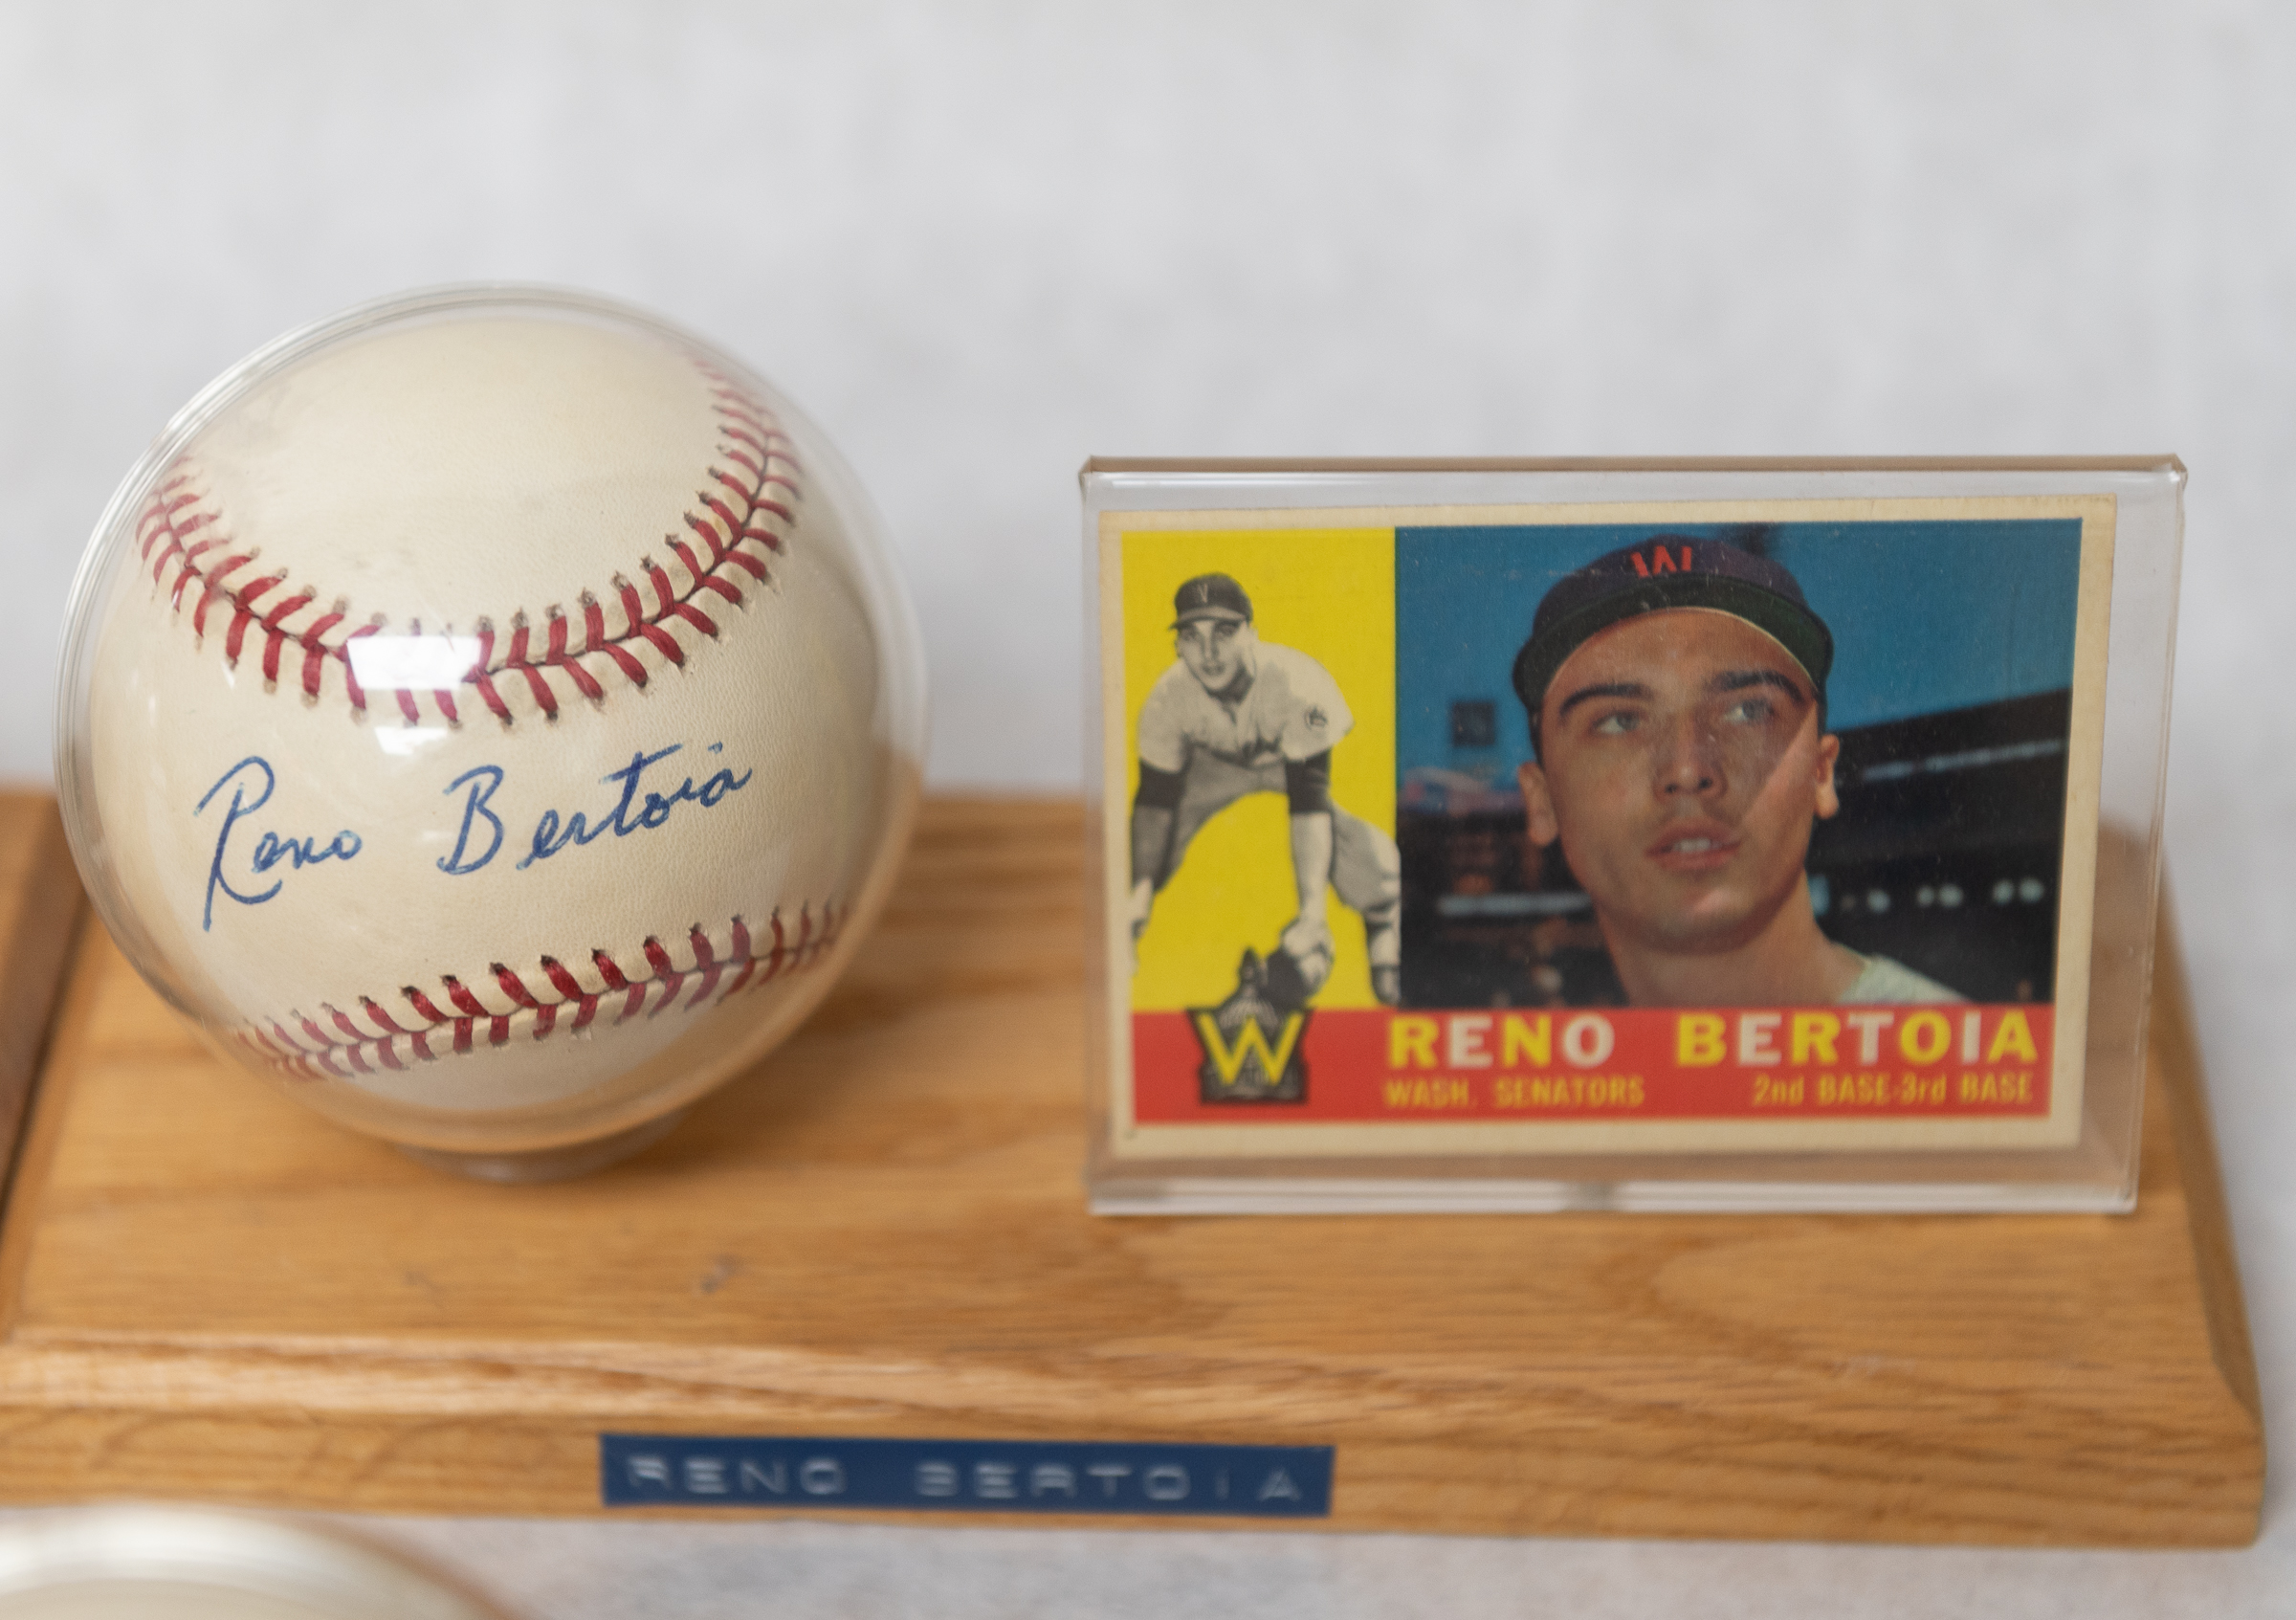 Reno Bertoia
W
W
RENO BERTOIA
WASH. SENATORS 2nd BASE-3rd BASE
RENO BERTOIA